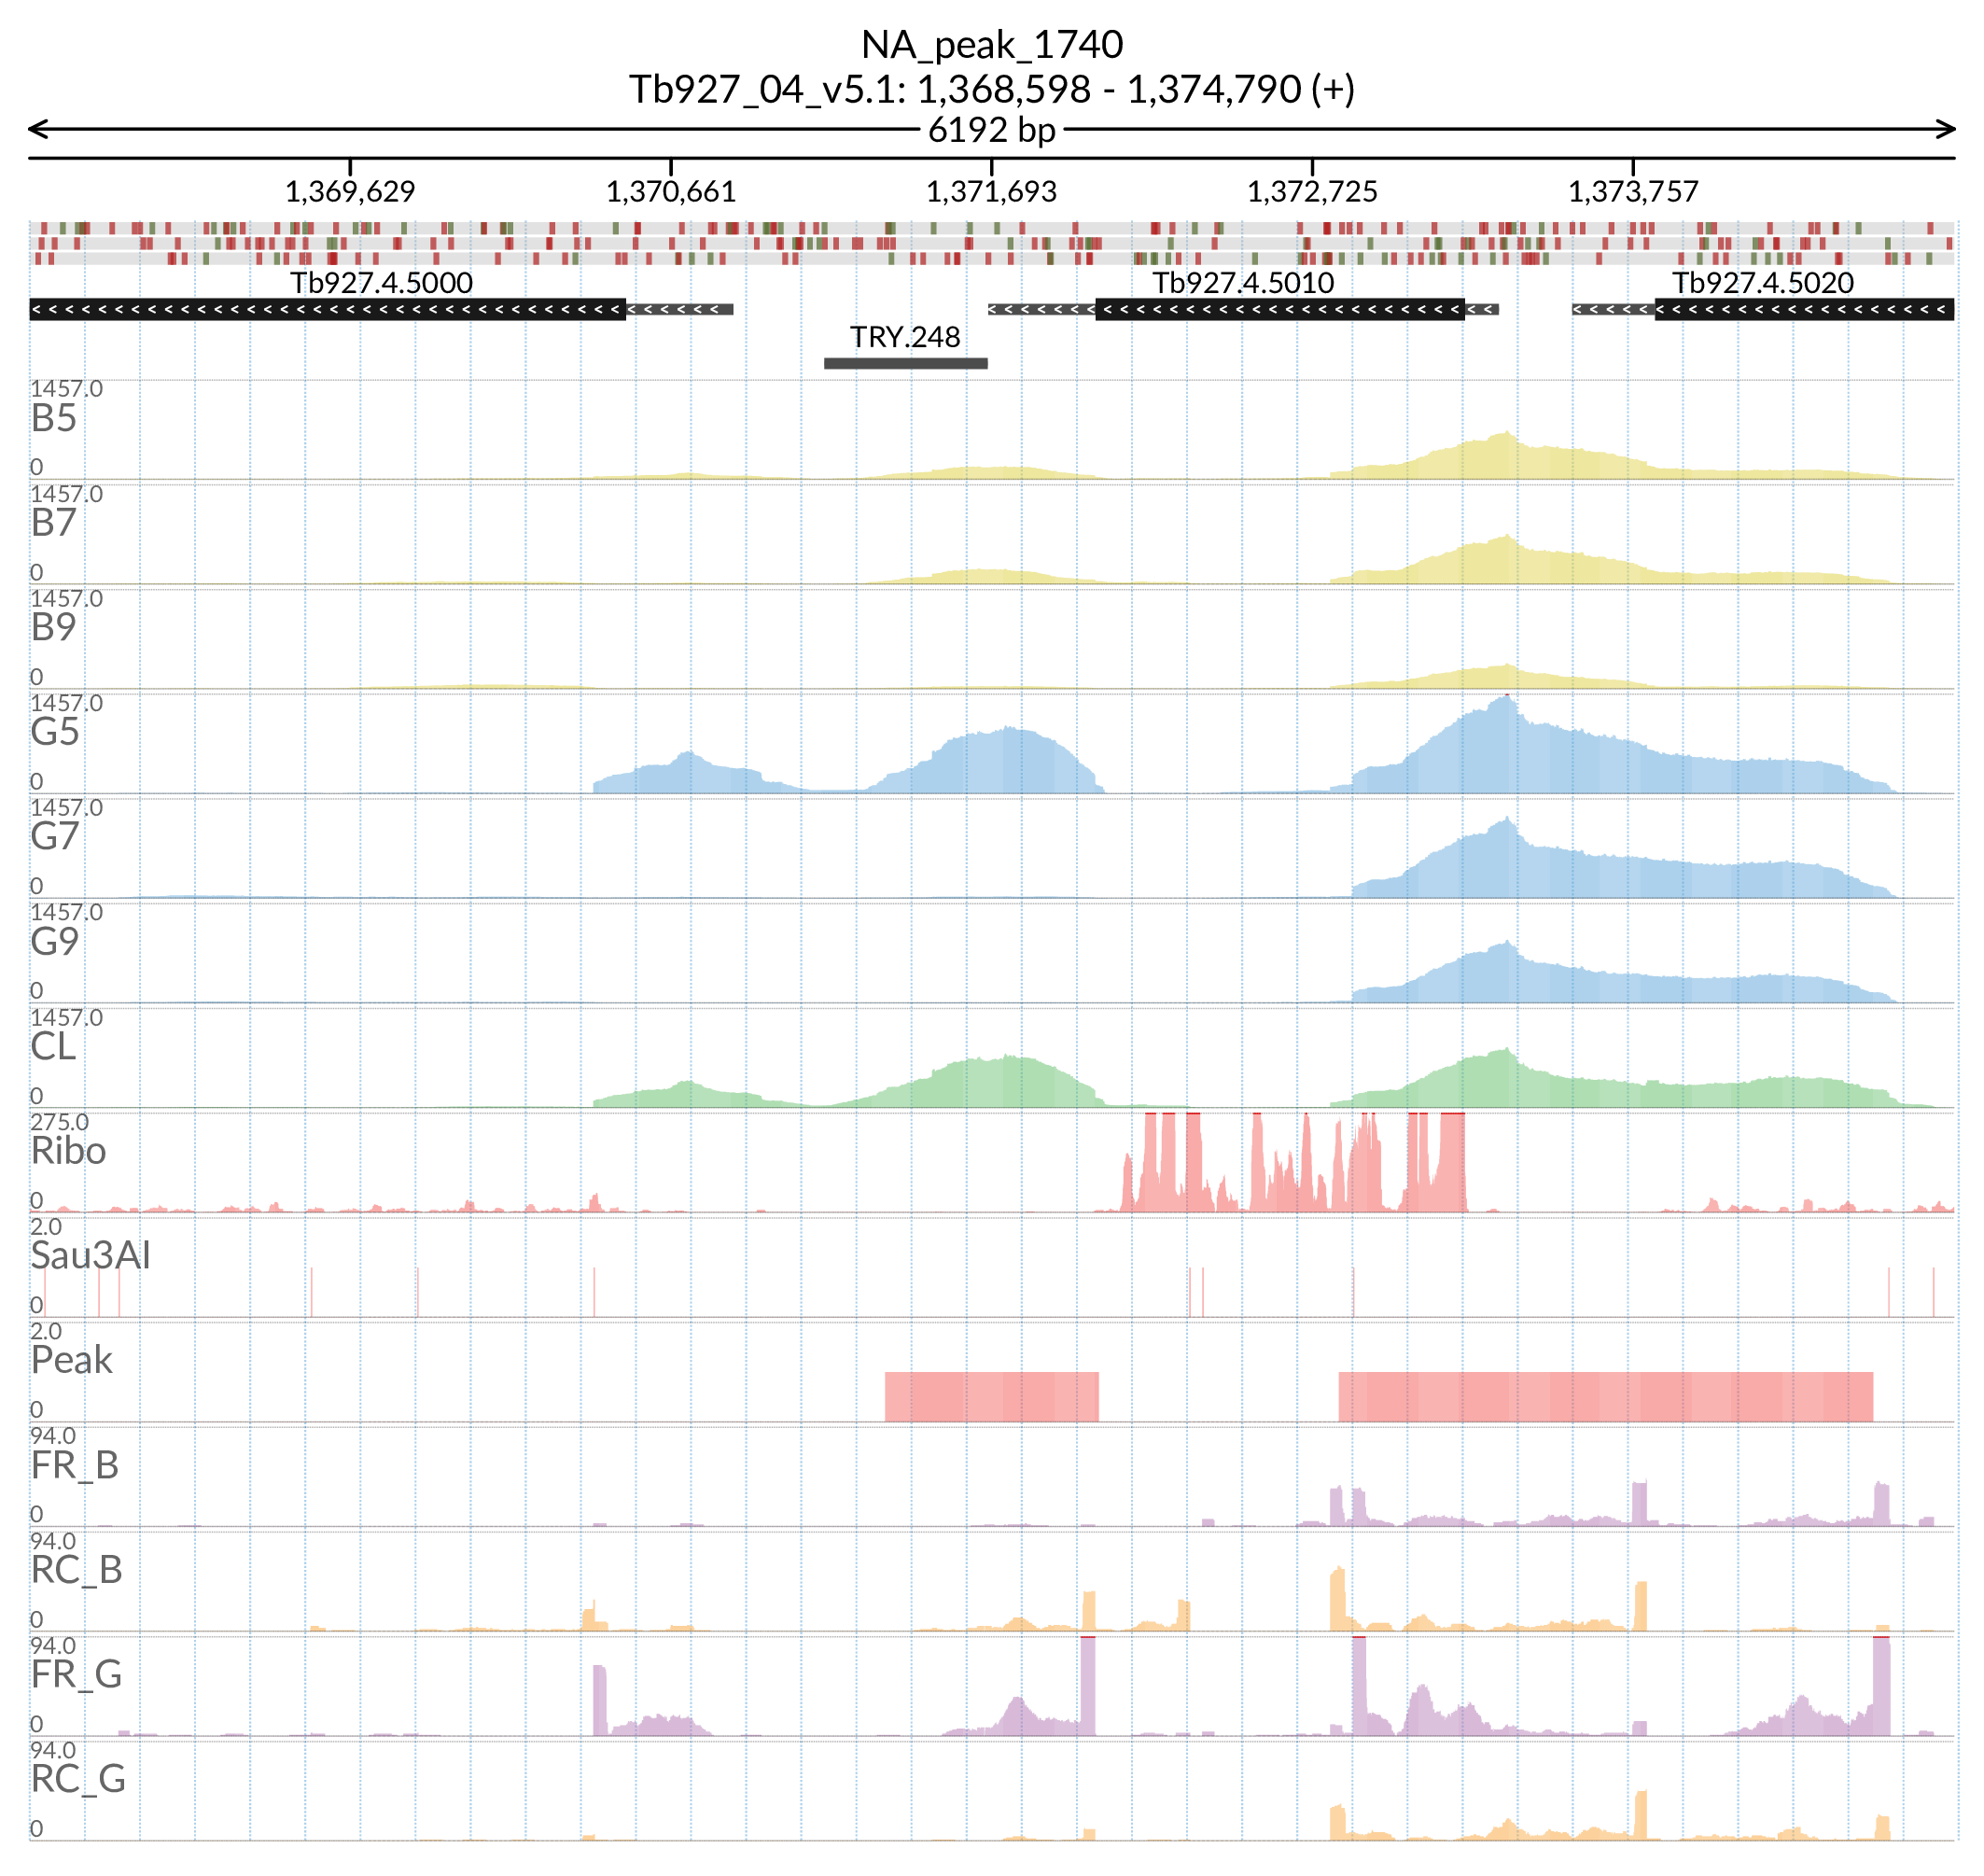 NA_peak_1740
Tb927_04_v5.1: 1,368,598 - 1,374,790 (+)
6192 bp
1,369,629 1,370,661 1,371,693 1,372,725 1,373,757
Tb927.4.5000 Tb927.4.5010 Tb927.4.5020
TRY.248
1457.0
B5
0
1457.0
B7
0
1457.0
B9
0
1457.0
G5
0
1457.0
G7
0
1457.0
G9
0
1457.0
CL
0
275.0
Ribo
0
2.0
Sau3AI
0
2.0
Peak
0
94.0
FR_B
0
94.0
RC_B
0
94.0
FR_G
0
94.0
RC_G
0